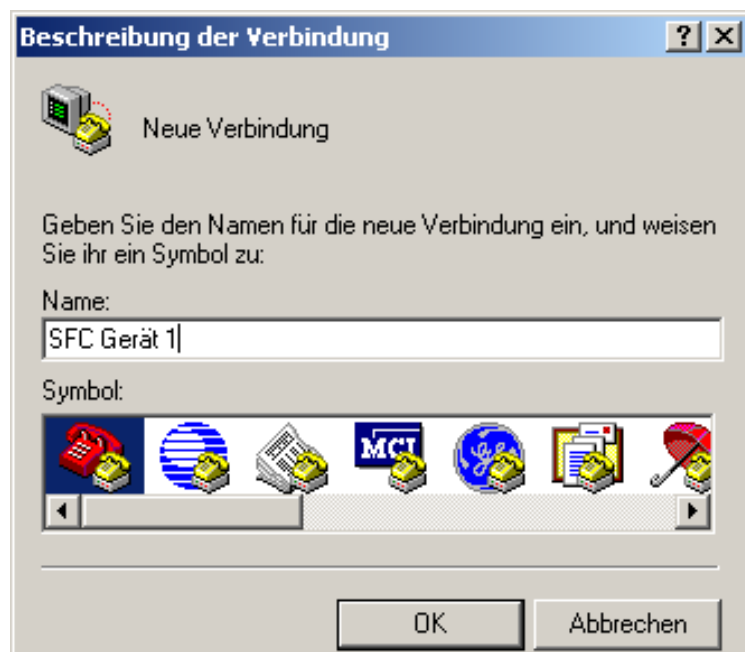 Beschreibung der Verbindung
Neue Verbindung
Geben Sie den Namen für die neue Verbindung ein, und weisen
Sie ihr ein Symbol zu:
Name:
SFC Gerät 1
Symbol:
MCI
OK
Abbrechen